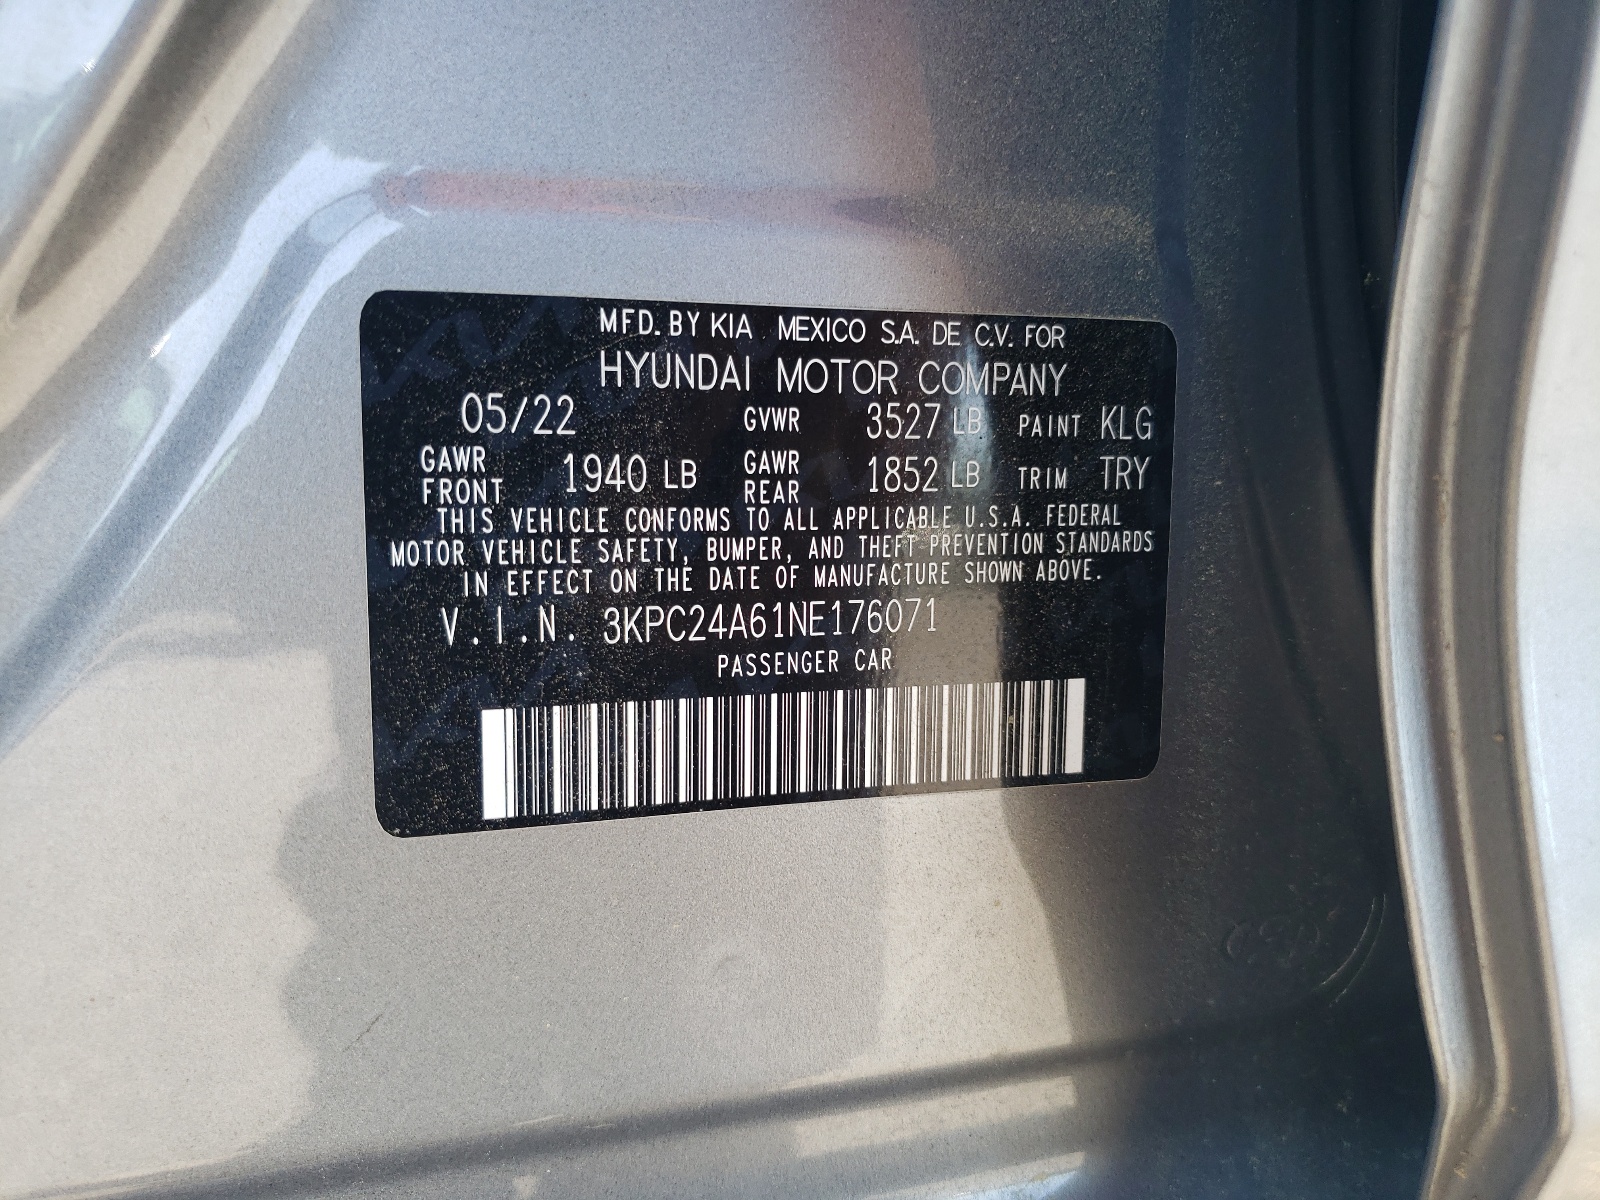 MFD. BY KIA MEXICO S.A. DE C.V. FOR
HYUNDAI MOTOR COMPANY
05/22 GVWR 3527 LB PAINT KLG
GAWR FRONT 1940 LB GAWR REAR 1852 LB TRIM TRY
THIS VEHICLE CONFORMS TO ALL APPLICABLE U.S.A. FEDERAL
MOTOR VEHICLE SAFETY, BUMPER, AND THEFT PREVENTION STANDARDS
IN EFFECT ON THE DATE OF MANUFACTURE SHOWN ABOVE.
V.I.N. 3KPC24A61NE176071
PASSENGER CAR